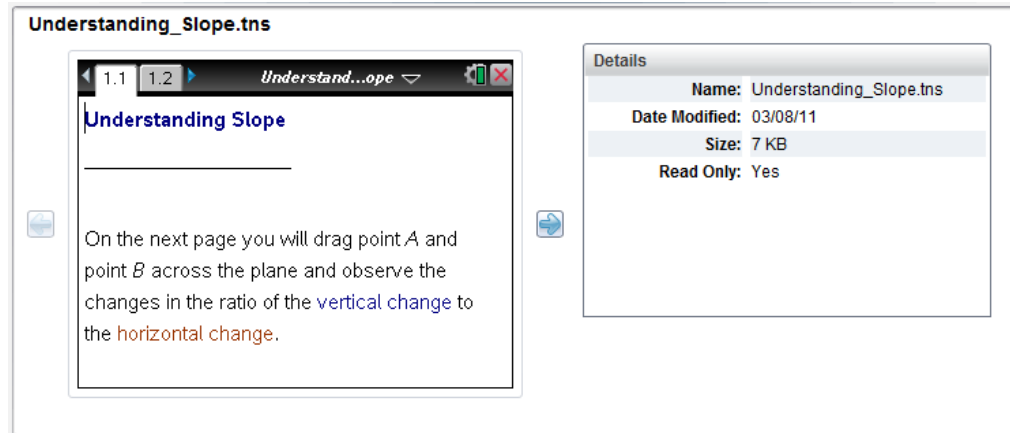 Understanding_Slope.tns
1.1 1.2 Understand...ope
Understanding Slope
On the next page you will drag point A and
point B across the plane and observe the
changes in the ratio of the vertical change to
the horizontal change.
Details
Name: Understanding_Slope.tns
Date Modified: 03/08/11
Size: 7 KB
Read Only: Yes